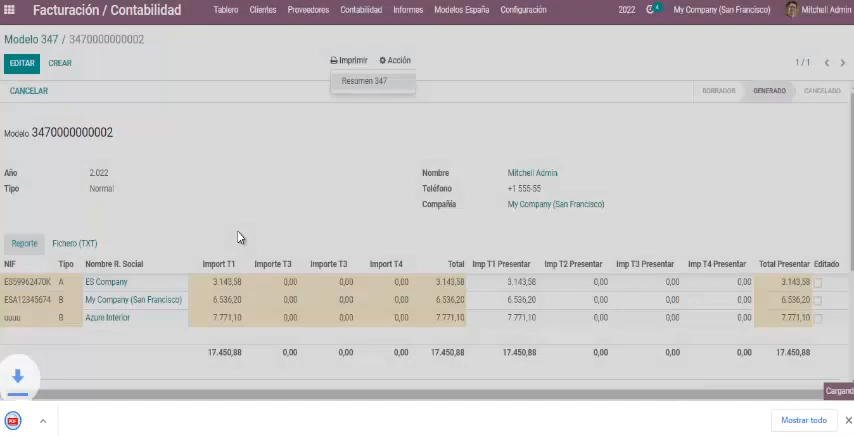 Facturación / Contabilidad Tablero Clientes Proveedores Contabilidad Informes Modelos España Configuración 2022 4 My Company (San Francisco) Mitchell Admin
Modelo 347 / 3470000000002
EDITAR CREAR Imprimir Acción 1 / 1
Resumen 347
CANCELAR BORRADOR GENERADO CANCELADO
Modelo 3470000000002
Año 2.022 Nombre Mitchell Admin
Tipo Normal Teléfono +1 555-55
Compañía My Company (San Francisco)
Reporte Fichero (TXT)
NIF Tipo Nombre R. Social Import T1 Importe T3 Importe T3 Import T4 Total Imp T1 Presentar Imp T2 Presentar Imp T3 Presentar Imp T4 Presentar Total Presentar Editado
ES59962470K A ES Company 3.143,58 0,00 0,00 0,00 3.143,58 3.143,58 0,00 0,00 0,00 3.143,58
ESA12345674 B My Company (San Francisco) 6.536,20 0,00 0,00 0,00 6.536,20 6.536,20 0,00 0,00 0,00 6.536,20
uuuu B Azure Interior 7.771,10 0,00 0,00 0,00 7.771,10 7.771,10 0,00 0,00 0,00 7.771,10
17.450,88 0,00 0,00 0,00 17.450,88 17.450,88 0,00 0,00 0,00 17.450,88
Cargand
Mostrar todo